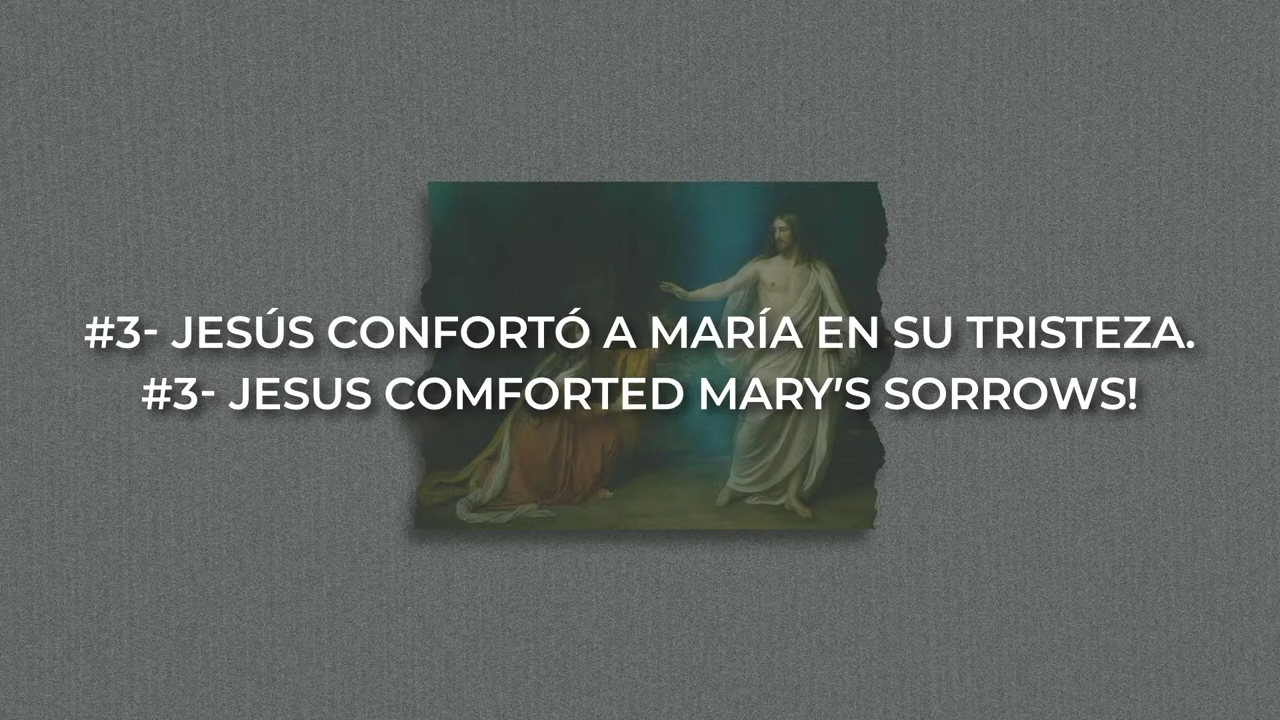 #3- JESÚS CONFORTÓ A MARÍA EN SU TRISTEZA.
#3- JESUS COMFORTED MARY'S SORROWS!